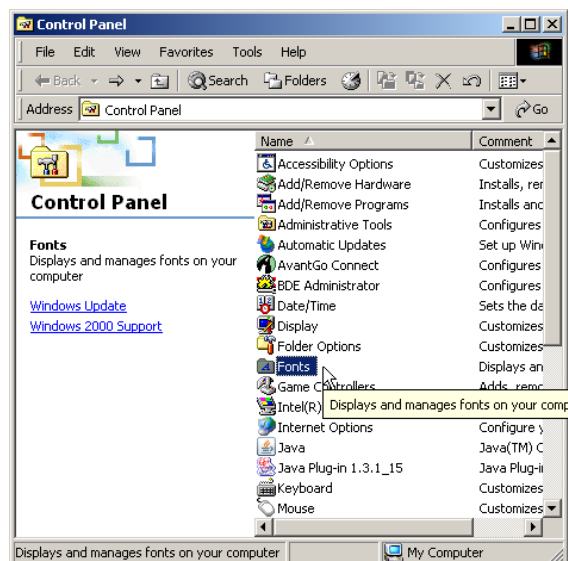 Control Panel
File Edit View Favorites Tools Help
Back Search Folders
Address Control Panel Go
Control Panel
Fonts
Displays and manages fonts on your
computer
Windows Update
Windows 2000 Support
Name Comment
Accessibility Options Customizes
Add/Remove Hardware Installs, rem
Add/Remove Programs Installs and
Administrative Tools Configures
Automatic Updates Set up Wind
AvantGo Connect Configures
BDE Administrator Configures
Date/Time Sets the da
Display Customizes
Folder Options Customizes
Fonts Displays an
Game Controllers Adds, remo
Intel(R) Displays and manages fonts on your comp
Internet Options Configure y
Java Java(TM) C
Java Plug-in 1.3.1_15 Java Plug-i
Keyboard Customizes
Mouse Customizes
Displays and manages fonts on your computer My Computer